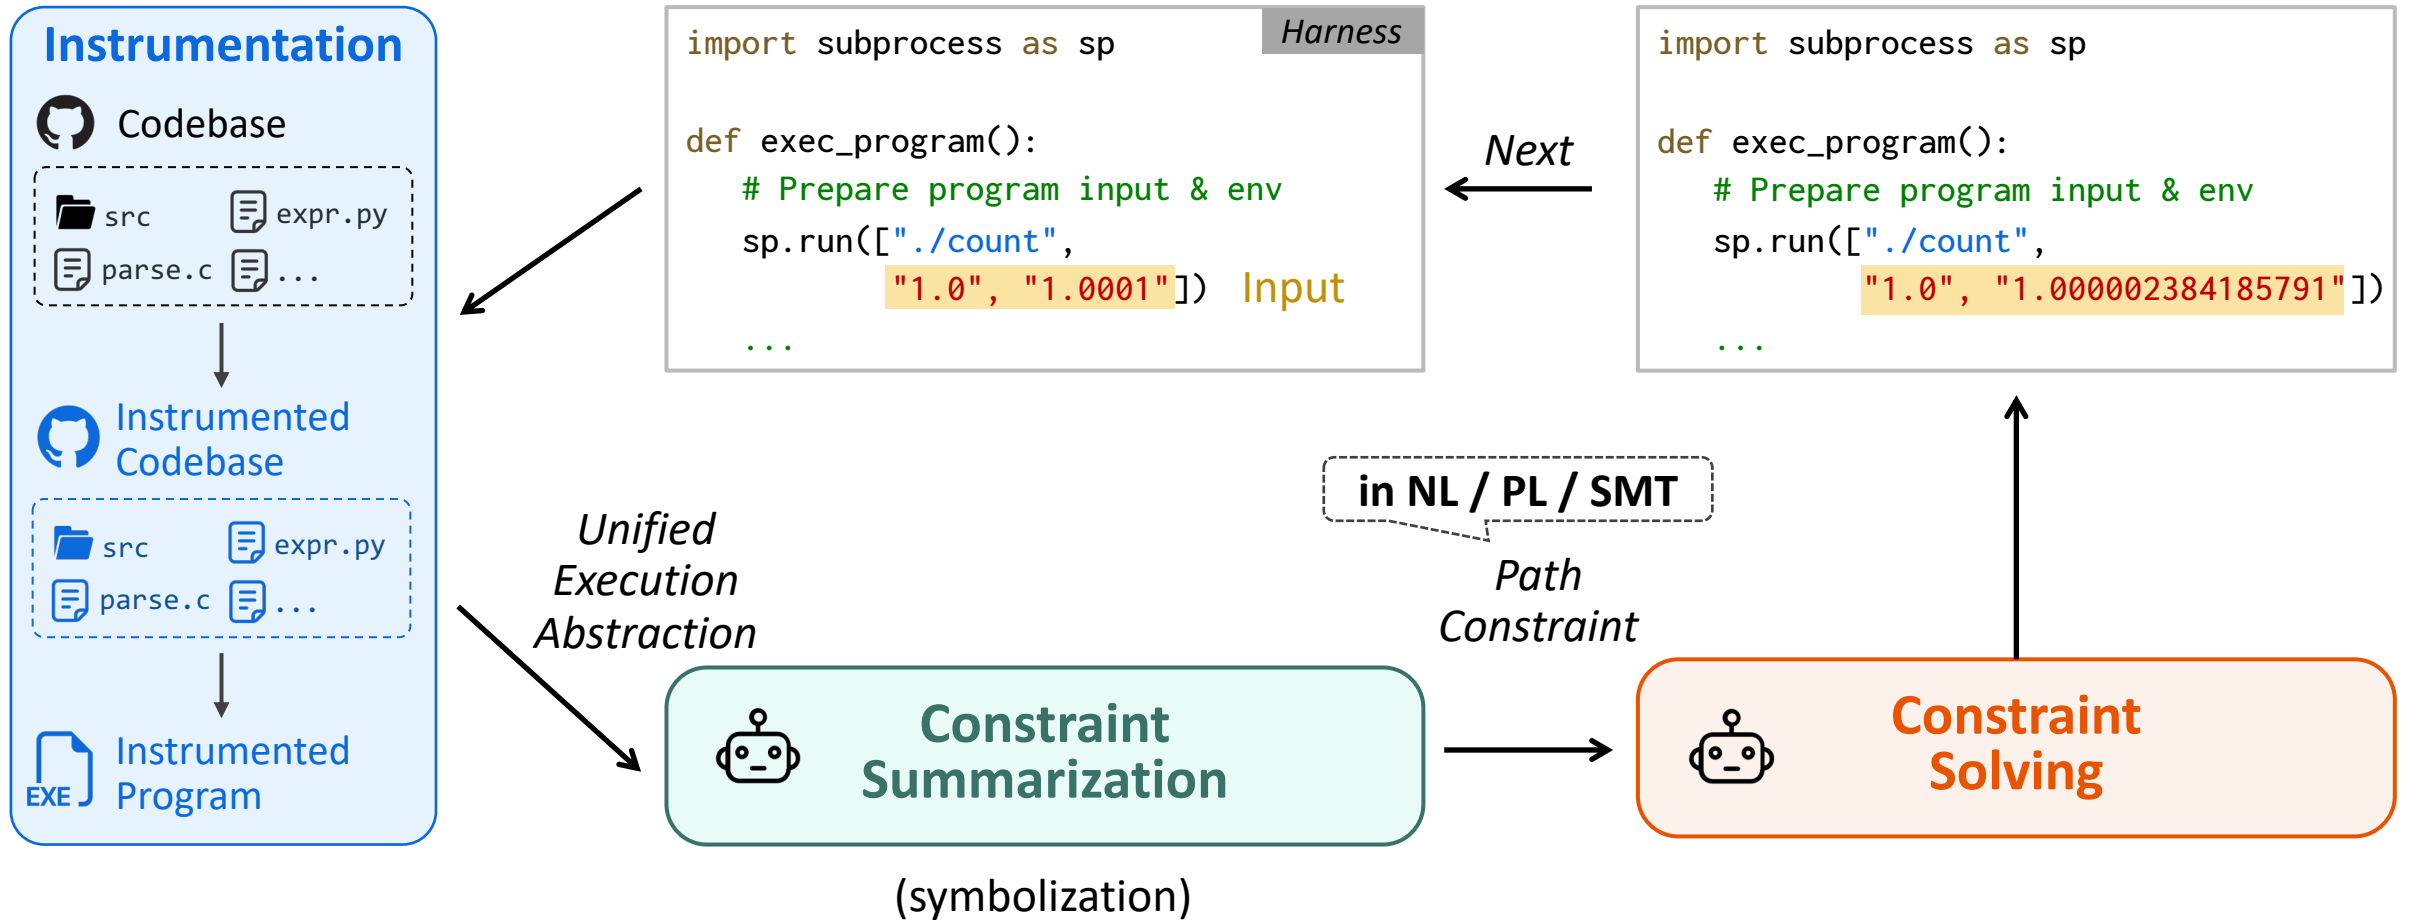 Instrumentation
Codebase
src
expr.py
parse.c
...
Instrumented
Codebase
src
expr.py
parse.c
...
EXE
Instrumented
Program
Harness
import subprocess as sp
def exec_program():
# Prepare program input & env
sp.run(["./count",
"1.0", "1.0001"])
Input
...
Next
import subprocess as sp
def exec_program():
# Prepare program input & env
sp.run(["./count",
"1.0", "1.000002384185791"])
...
Unified
Execution
Abstraction
in NL / PL / SMT
Path
Constraint
Constraint
Summarization
(symbolization)
Constraint
Solving